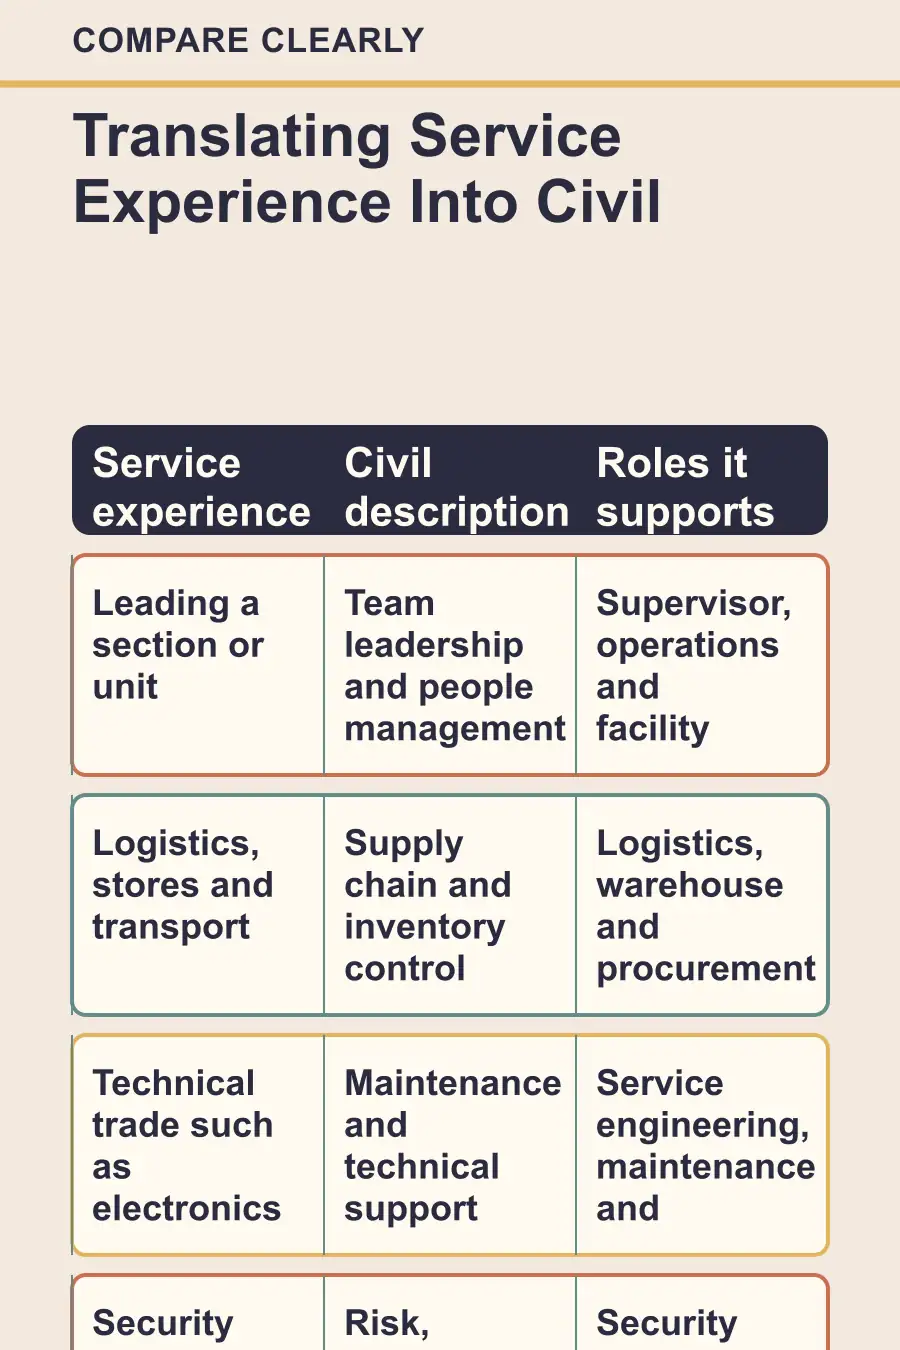 COMPARE CLEARLY
Translating Service
Experience Into Civil
Service
experience
Civil
description
Roles it
supports
Leading a
section or
unit
Team
leadership
and people
management
Supervisor,
operations
and
facility
Logistics,
stores and
transport
Supply
chain and
inventory
control
Logistics,
warehouse
and
procurement
Technical
trade such
as
electronics
Maintenance
and
technical
support
Service
engineering,
maintenance
and
Security
Risk,
Security